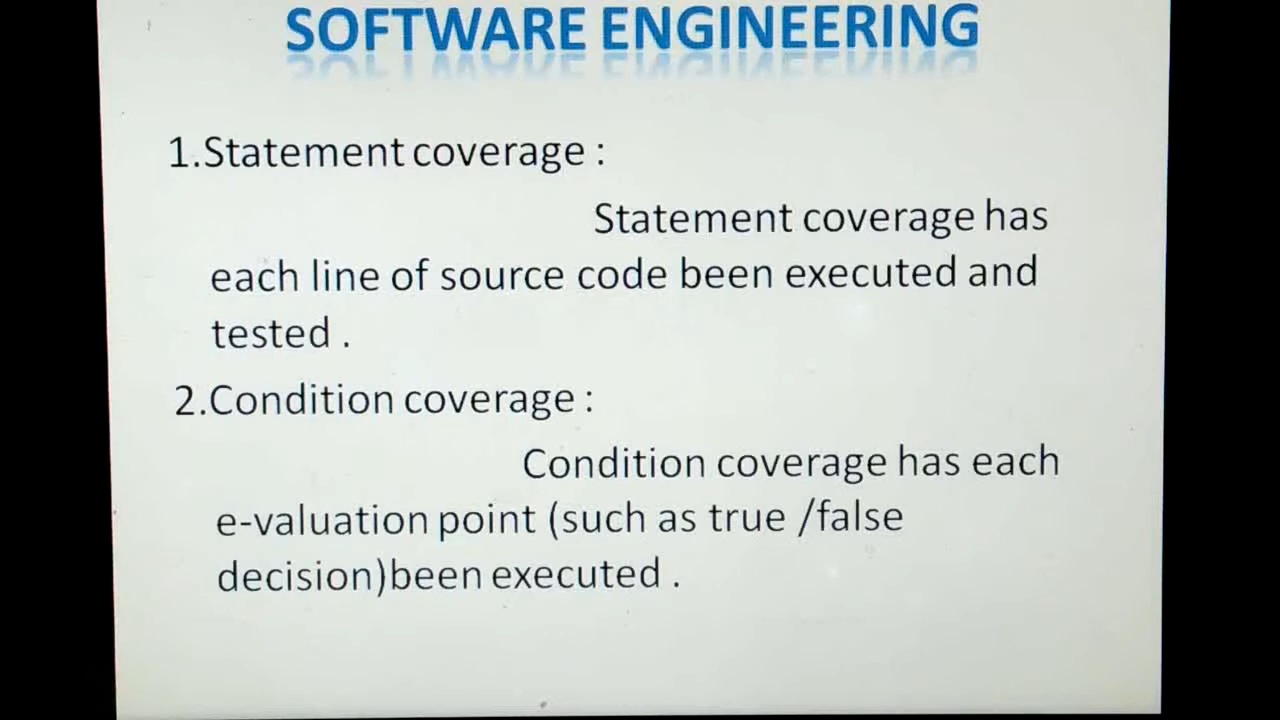 SOFTWARE ENGINEERING
1.Statement coverage :
Statement coverage has
each line of source code been executed and
tested .
2.Condition coverage :
Condition coverage has each
e-valuation point (such as true /false
decision)been executed .